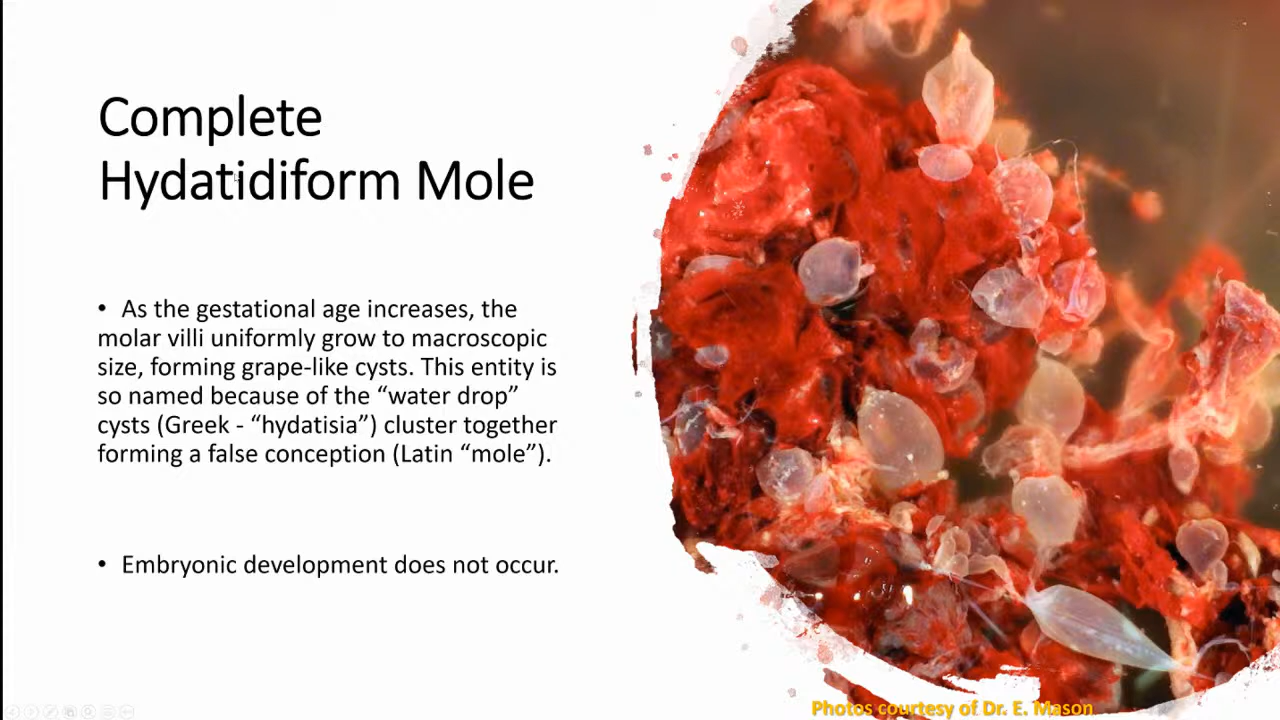 Complete
Hydatidiform Mole
• As the gestational age increases, the
molar villi uniformly grow to macroscopic
size, forming grape-like cysts. This entity is
so named because of the “water drop”
cysts (Greek - “hydatisia”) cluster together
forming a false conception (Latin “mole”).
• Embryonic development does not occur.
Photos courtesy of Dr. E. Mason